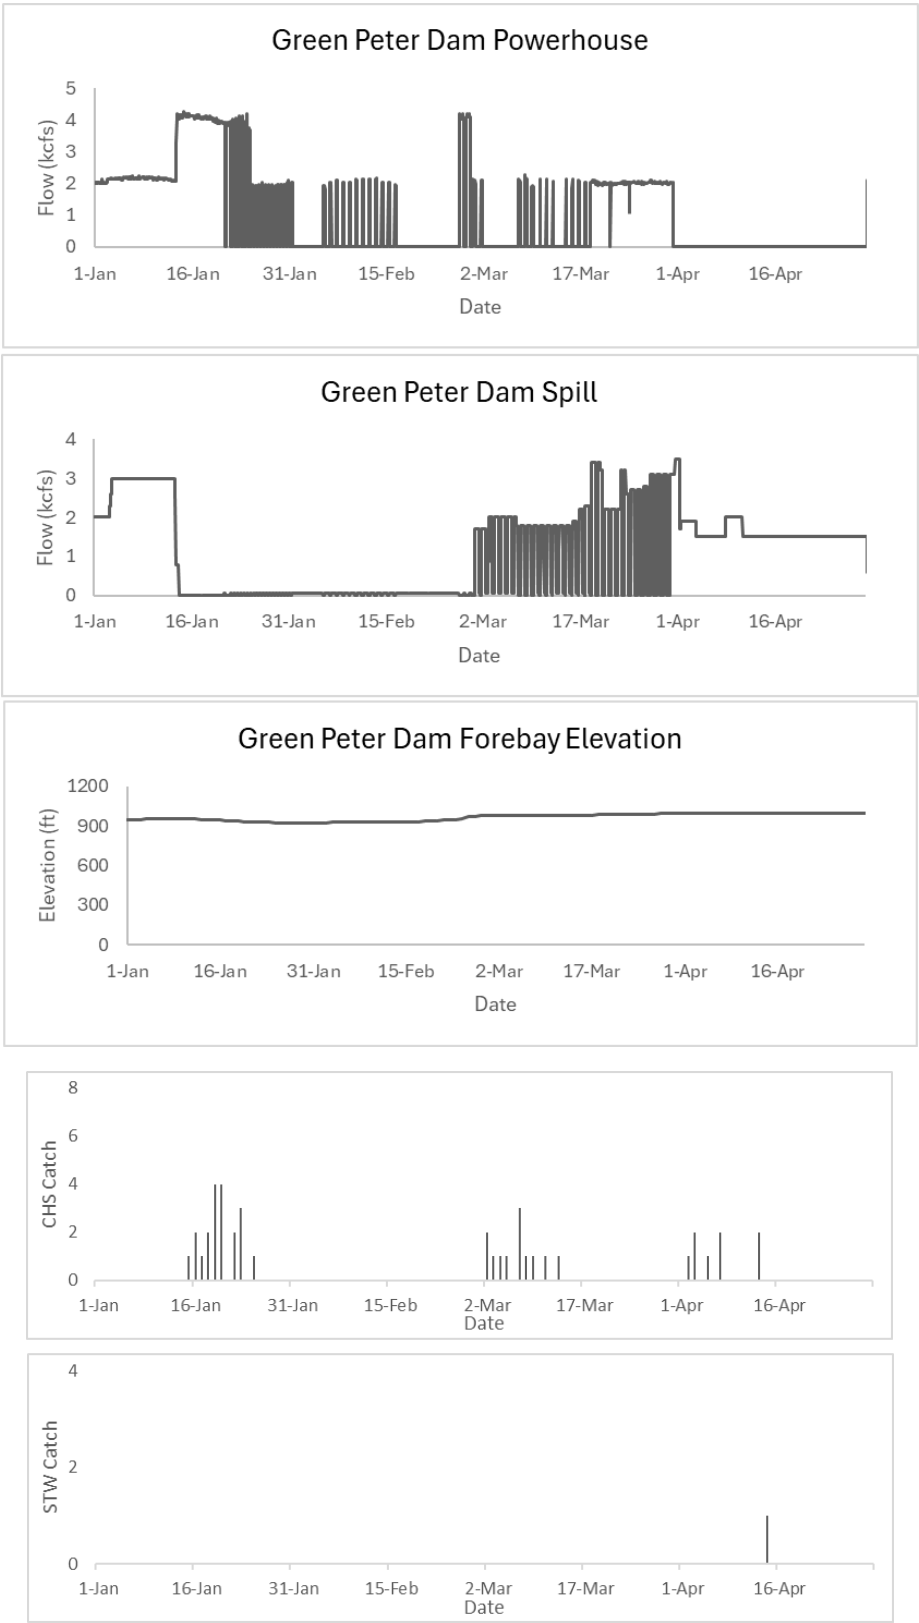 Green Peter Dam Powerhouse
5
4
3
2
1
0
Flow (kcfs)
1-Jan 16-Jan 31-Jan 15-Feb 2-Mar 17-Mar 1-Apr 16-Apr
Date
Green Peter Dam Spill
4
3
2
1
0
Flow (kcfs)
1-Jan 16-Jan 31-Jan 15-Feb 2-Mar 17-Mar 1-Apr 16-Apr
Date
Green Peter Dam Forebay Elevation
1200
900
600
300
0
Elevation (ft)
1-Jan 16-Jan 31-Jan 15-Feb 2-Mar 17-Mar 1-Apr 16-Apr
Date
8
6
4
2
0
CHS Catch
1-Jan 16-Jan 31-Jan 15-Feb 2-Mar 17-Mar 1-Apr 16-Apr
Date
4
2
0
STW Catch
1-Jan 16-Jan 31-Jan 15-Feb 2-Mar 17-Mar 1-Apr 16-Apr
Date